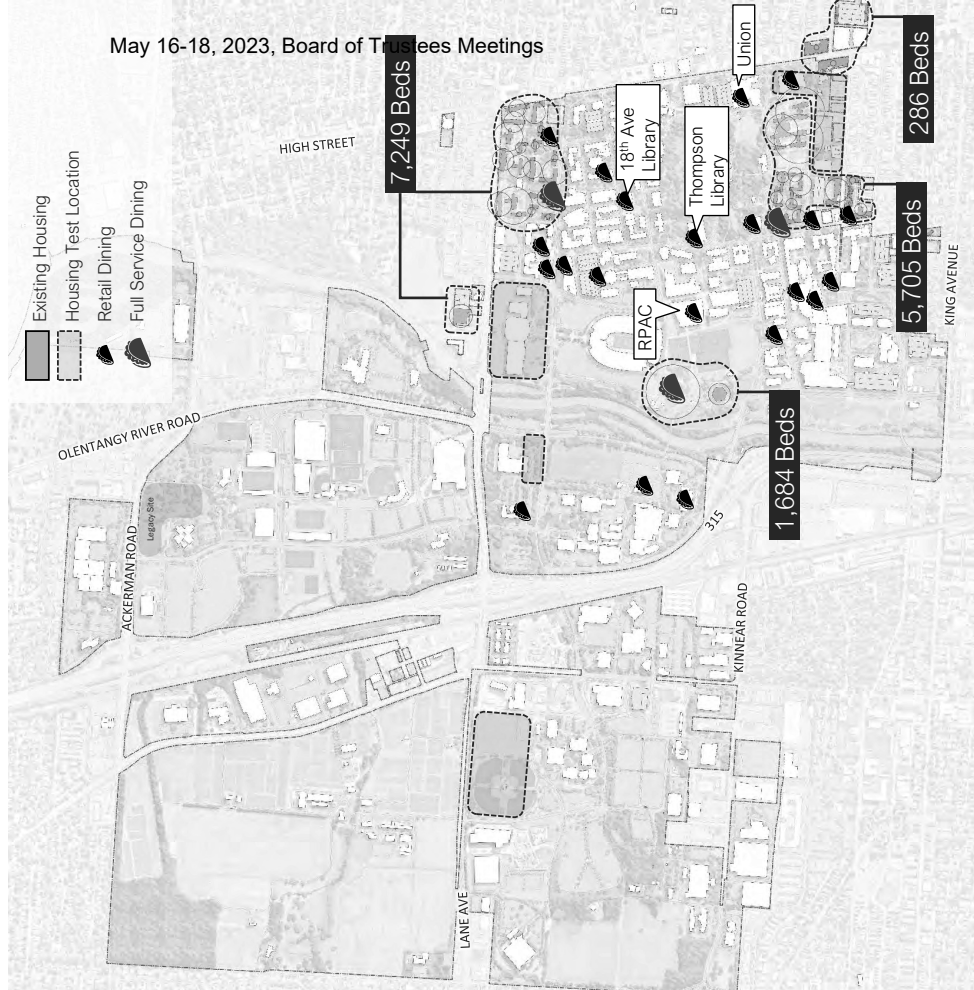 May 16-18, 2023, Board of Trustees Meetings
Existing Housing
Housing Test Location
Retail Dining
Full Service Dining
HIGH STREET
7,249 Beds
Union
286 Beds
18th Ave
Library
Thompson
Library
5,705 Beds
KING AVENUE
RPAC
1,684 Beds
OLENTANGY RIVER ROAD
Legacy Site
ACKERMAN ROAD
315
KINNEAR ROAD
LANE AVE